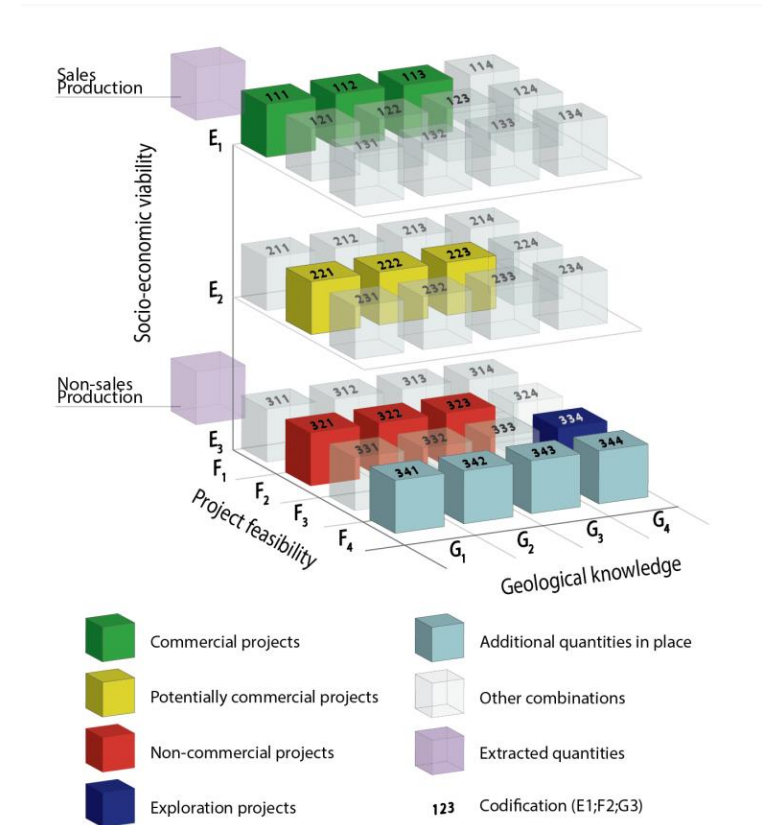 Sales
Production
Socio-economic viability
E1
111 112 113 114
121 122 123 124
131 132 133 134
E2
211 212 213 214
221 222 223 224
231 232 233 234
Non-sales
Production
E3
311 312 313 314
321 322 323 324
331 332 333 334
341 342 343 344
F1
F2
F3
F4
Project feasibility
G1
G2
G3
G4
Geological knowledge
Commercial projects
Additional quantities in place
Potentially commercial projects
Other combinations
Non-commercial projects
Extracted quantities
Exploration projects
123 Codification (E1;F2;G3)